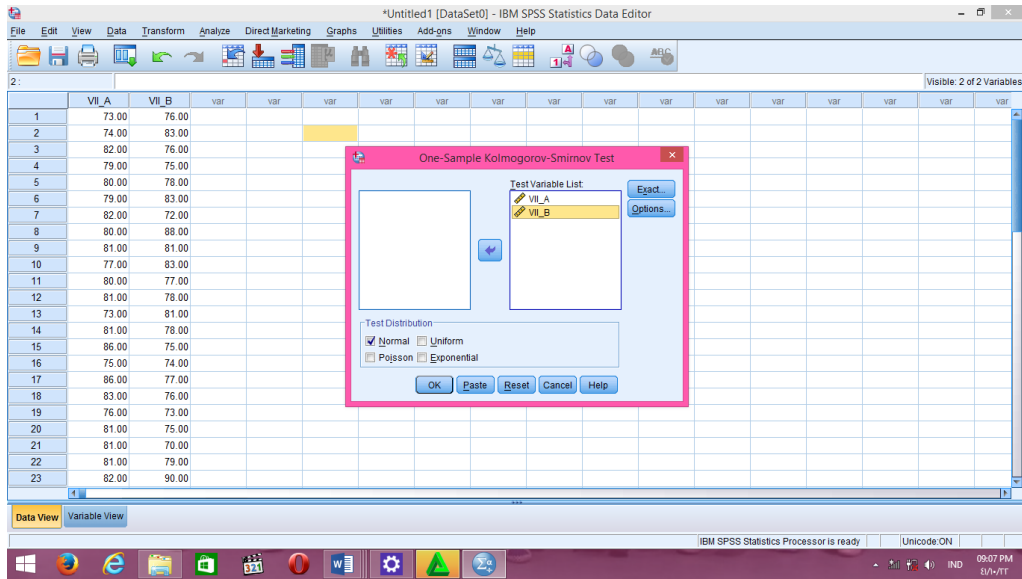 *Untitled1 [DataSet0] - IBM SPSS Statistics Data Editor
File Edit View Data Transform Analyze Direct Marketing Graphs Utilities Add-ons Window Help
2 : Visible: 2 of 2 Variables
VII_A VII_B var var var var var var var var var var var var var var
1 73.00 76.00
2 74.00 83.00
3 82.00 76.00
4 79.00 75.00
5 80.00 78.00
6 79.00 83.00
7 82.00 72.00
8 80.00 88.00
9 81.00 81.00
10 77.00 83.00
11 80.00 77.00
12 81.00 78.00
13 73.00 81.00
14 81.00 78.00
15 86.00 75.00
16 75.00 74.00
17 86.00 77.00
18 83.00 76.00
19 76.00 73.00
20 81.00 75.00
21 81.00 70.00
22 81.00 79.00
23 82.00 90.00
One-Sample Kolmogorov-Smirnov Test
Test Variable List:
VII_A
VII_B
Exact...
Options...
Test Distribution
Normal Uniform
Poisson Exponential
OK Paste Reset Cancel Help
Data View Variable View
IBM SPSS Statistics Processor is ready Unicode:ON
IND 09:07 PM